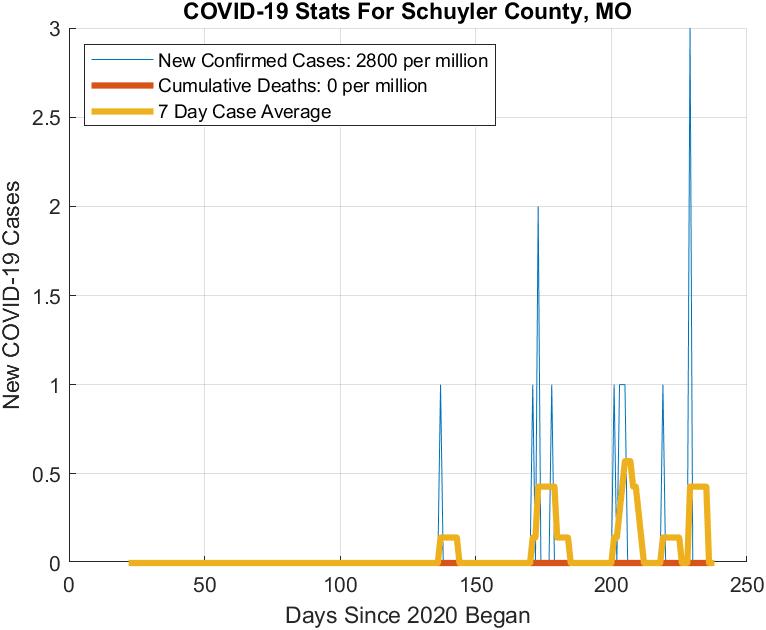 COVID-19 Stats For Schuyler County, MO
New Confirmed Cases: 2800 per million
Cumulative Deaths: 0 per million
7 Day Case Average
New COVID-19 Cases
3
2.5
2
1.5
1
0.5
0
0 50 100 150 200 250
Days Since 2020 Began